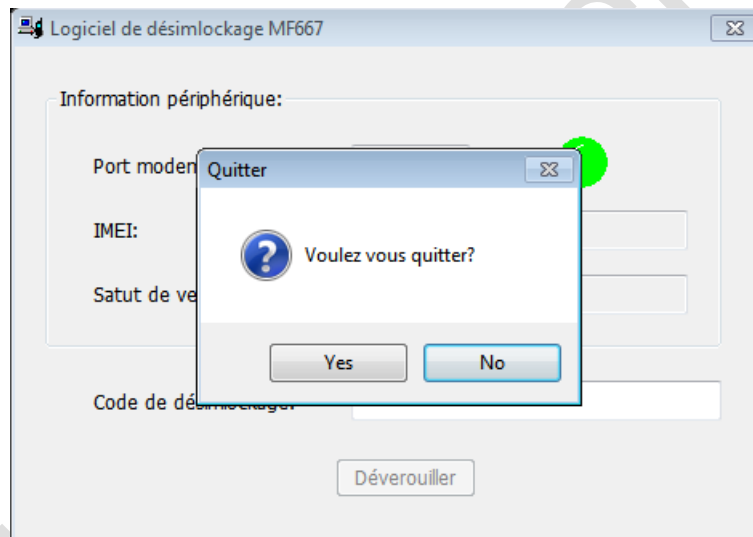 Logiciel de désimlockage MF667
Information périphérique:
Port modem
Quitter
IMEI:
Voulez vous quitter?
Satut de ve
Yes
No
Code de désimlockage:
Déverouiller